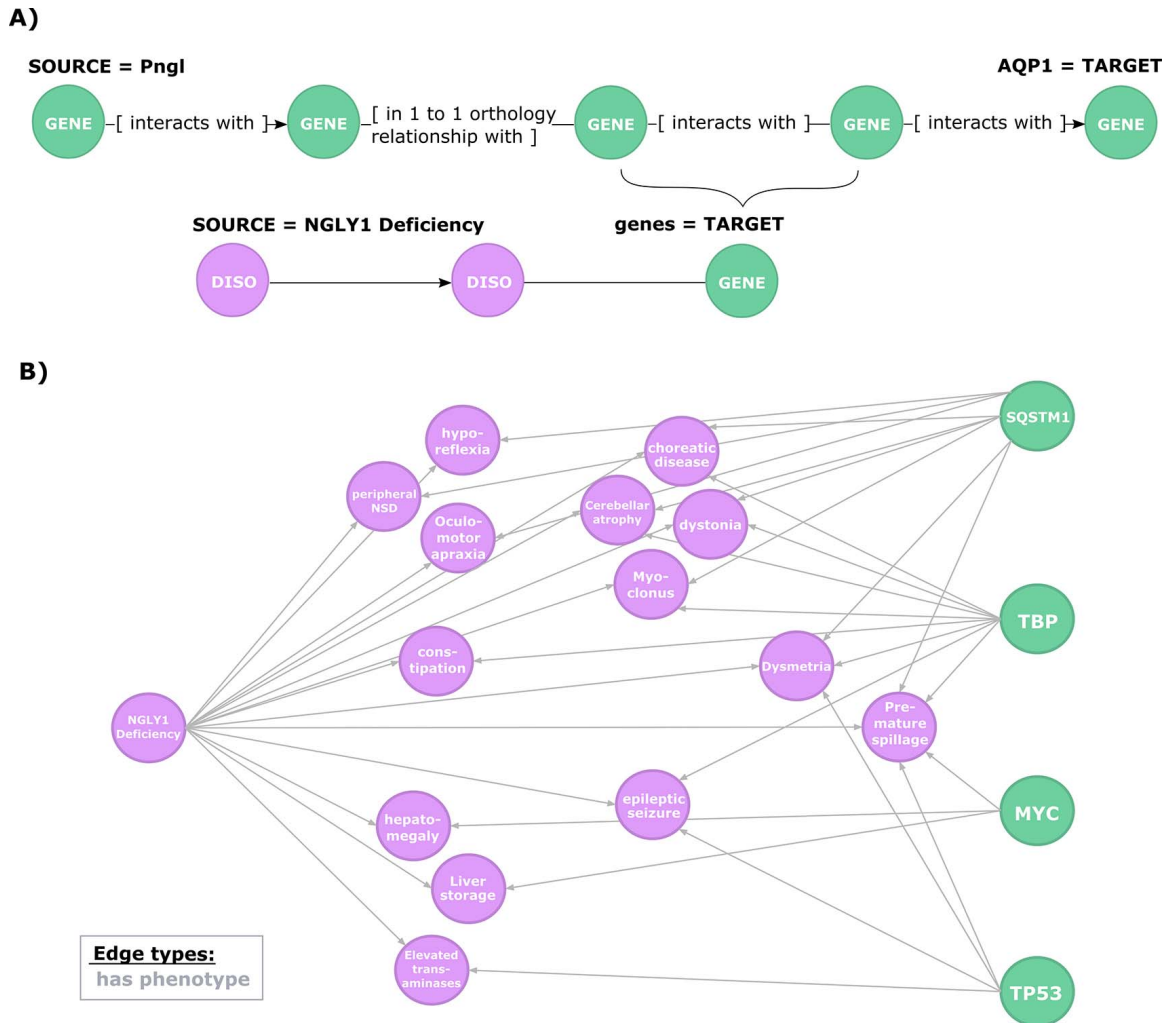 A)
SOURCE = Pngl
AQP1 = TARGET
GENE
[ interacts with ]
GENE
[ in 1 to 1 orthology
relationship with ]
GENE
[ interacts with ]
GENE
[ interacts with ]
GENE
SOURCE = NGLY1 Deficiency
genes = TARGET
DISO
DISO
GENE
B)
hypo-
reflexia
choreatic
disease
SQSTM1
peripheral
NSD
Cerebellar
atrophy
Oculo-
motor
apraxia
dystonia
Myo-
clonus
TBP
cons-
tipation
Dysmetria
NGLY1
Deficiency
Pre-
mature
spillage
epileptic
seizure
hepato-
megaly
MYC
Liver
storage
Elevated
trans-
aminases
TP53
Edge types:
has phenotype